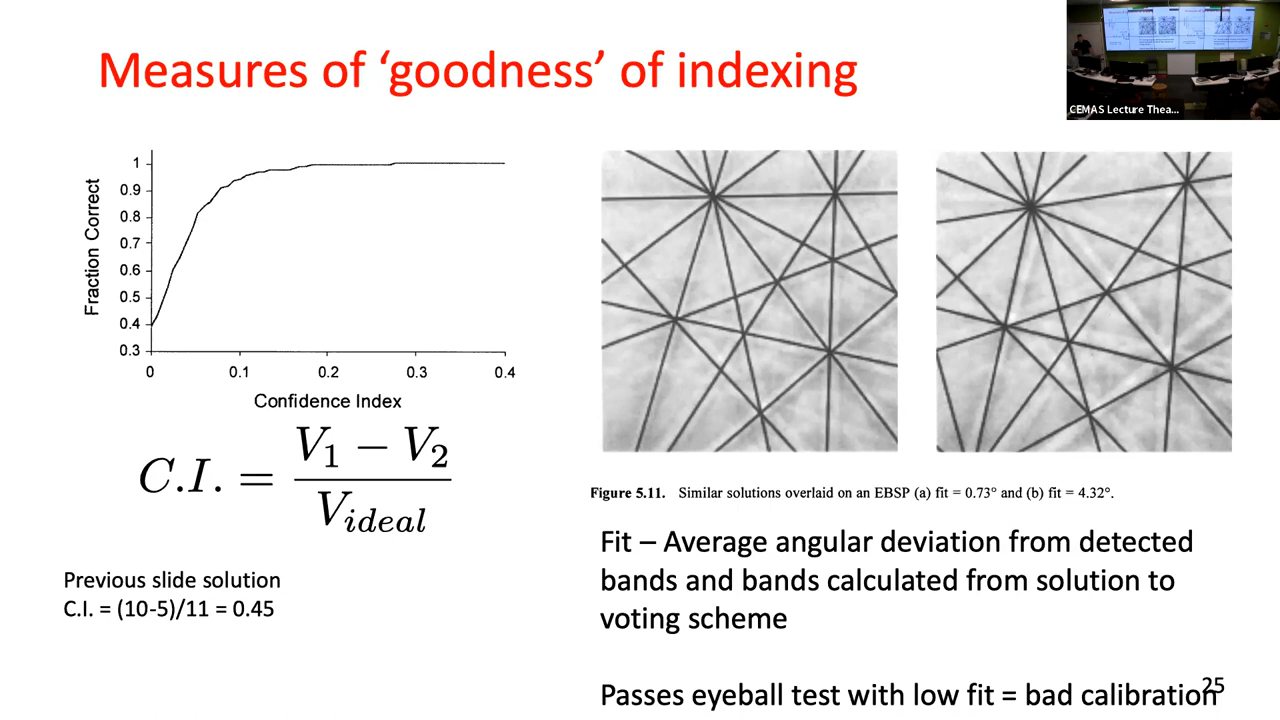 Measures of ‘goodness’ of indexing
CEMAS Lecture Thea...
Fraction Correct
1
0.9
0.8
0.7
0.6
0.5
0.4
0.3
0
0.1
0.2
0.3
0.4
Confidence Index
C.I. = (V₁ − V₂) / V_ideal
Previous slide solution
C.I. = (10-5)/11 = 0.45
Figure 5.11. Similar solutions overlaid on an EBSP (a) fit = 0.73° and (b) fit = 4.32°.
Fit – Average angular deviation from detected
bands and bands calculated from solution to
voting scheme
Passes eyeball test with low fit = bad calibration
25